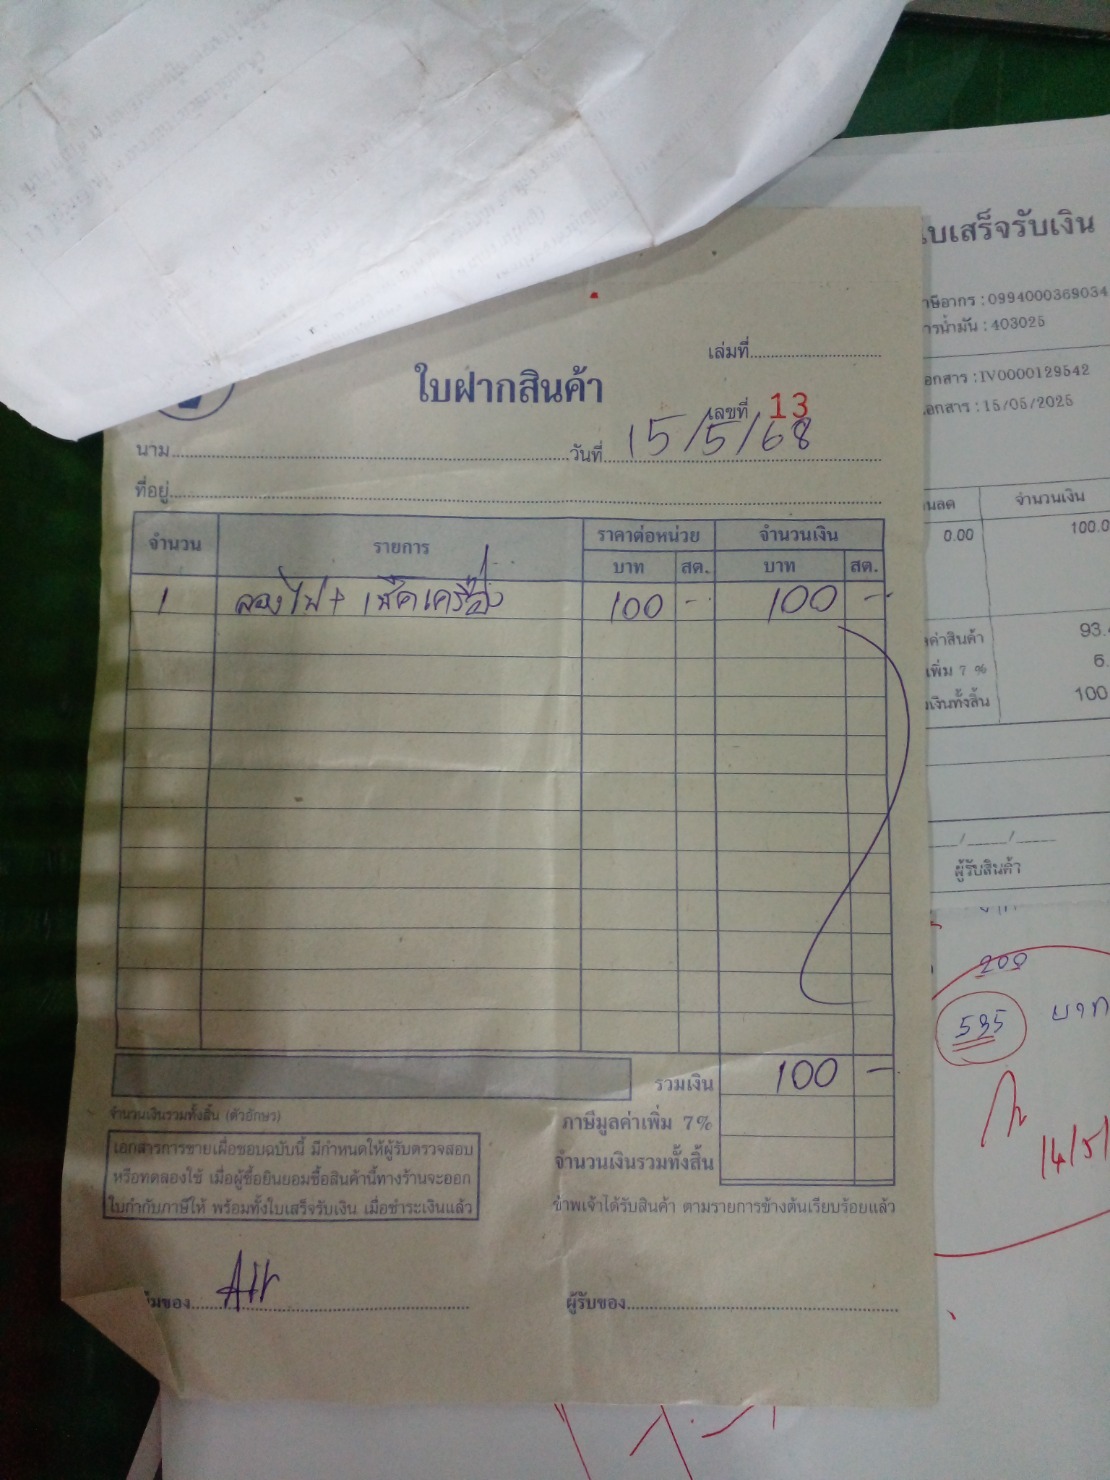 ใบฝากสินค้า
เล่มที่
เลขที่ 13
นาม
วันที่ 15/5/68
ที่อยู่
จำนวน รายการ ราคาต่อหน่วย จำนวนเงิน
บาท สต. บาท สต.
1 ลองไฟ + เช็คเครื่อง 100 - 100 -
รวมเงิน 100 -
ภาษีมูลค่าเพิ่ม 7%
จำนวนเงินรวมทั้งสิ้น
จำนวนเงินรวมทั้งสิ้น (ตัวอักษร)
เอกสารการขายเผื่อชอบฉบับนี้ มีกำหนดให้ผู้รับตรวจสอบ
หรือทดลองใช้ เมื่อผู้ซื้อยินยอมซื้อสินค้านี้ทางร้านจะออก
ใบกำกับภาษีให้ พร้อมทั้งใบเสร็จรับเงิน เมื่อชำระเงินแล้ว
ข้าพเจ้าได้รับสินค้า ตามรายการข้างต้นเรียบร้อยแล้ว
ผู้รับของ
บเสร็จรับเงิน
ษีอากร : 0994000369034
ารน้ำมัน : 403025
อกสาร : IV0000129542
อกสาร : 15/05/2025
นลด จำนวนเงิน
0.00 100.0
ค่าสินค้า 93.
เพิ่ม 7 % 6.
เงินทั้งสิ้น 100
ผู้รับสินค้า
200
535 บาท
14/5/